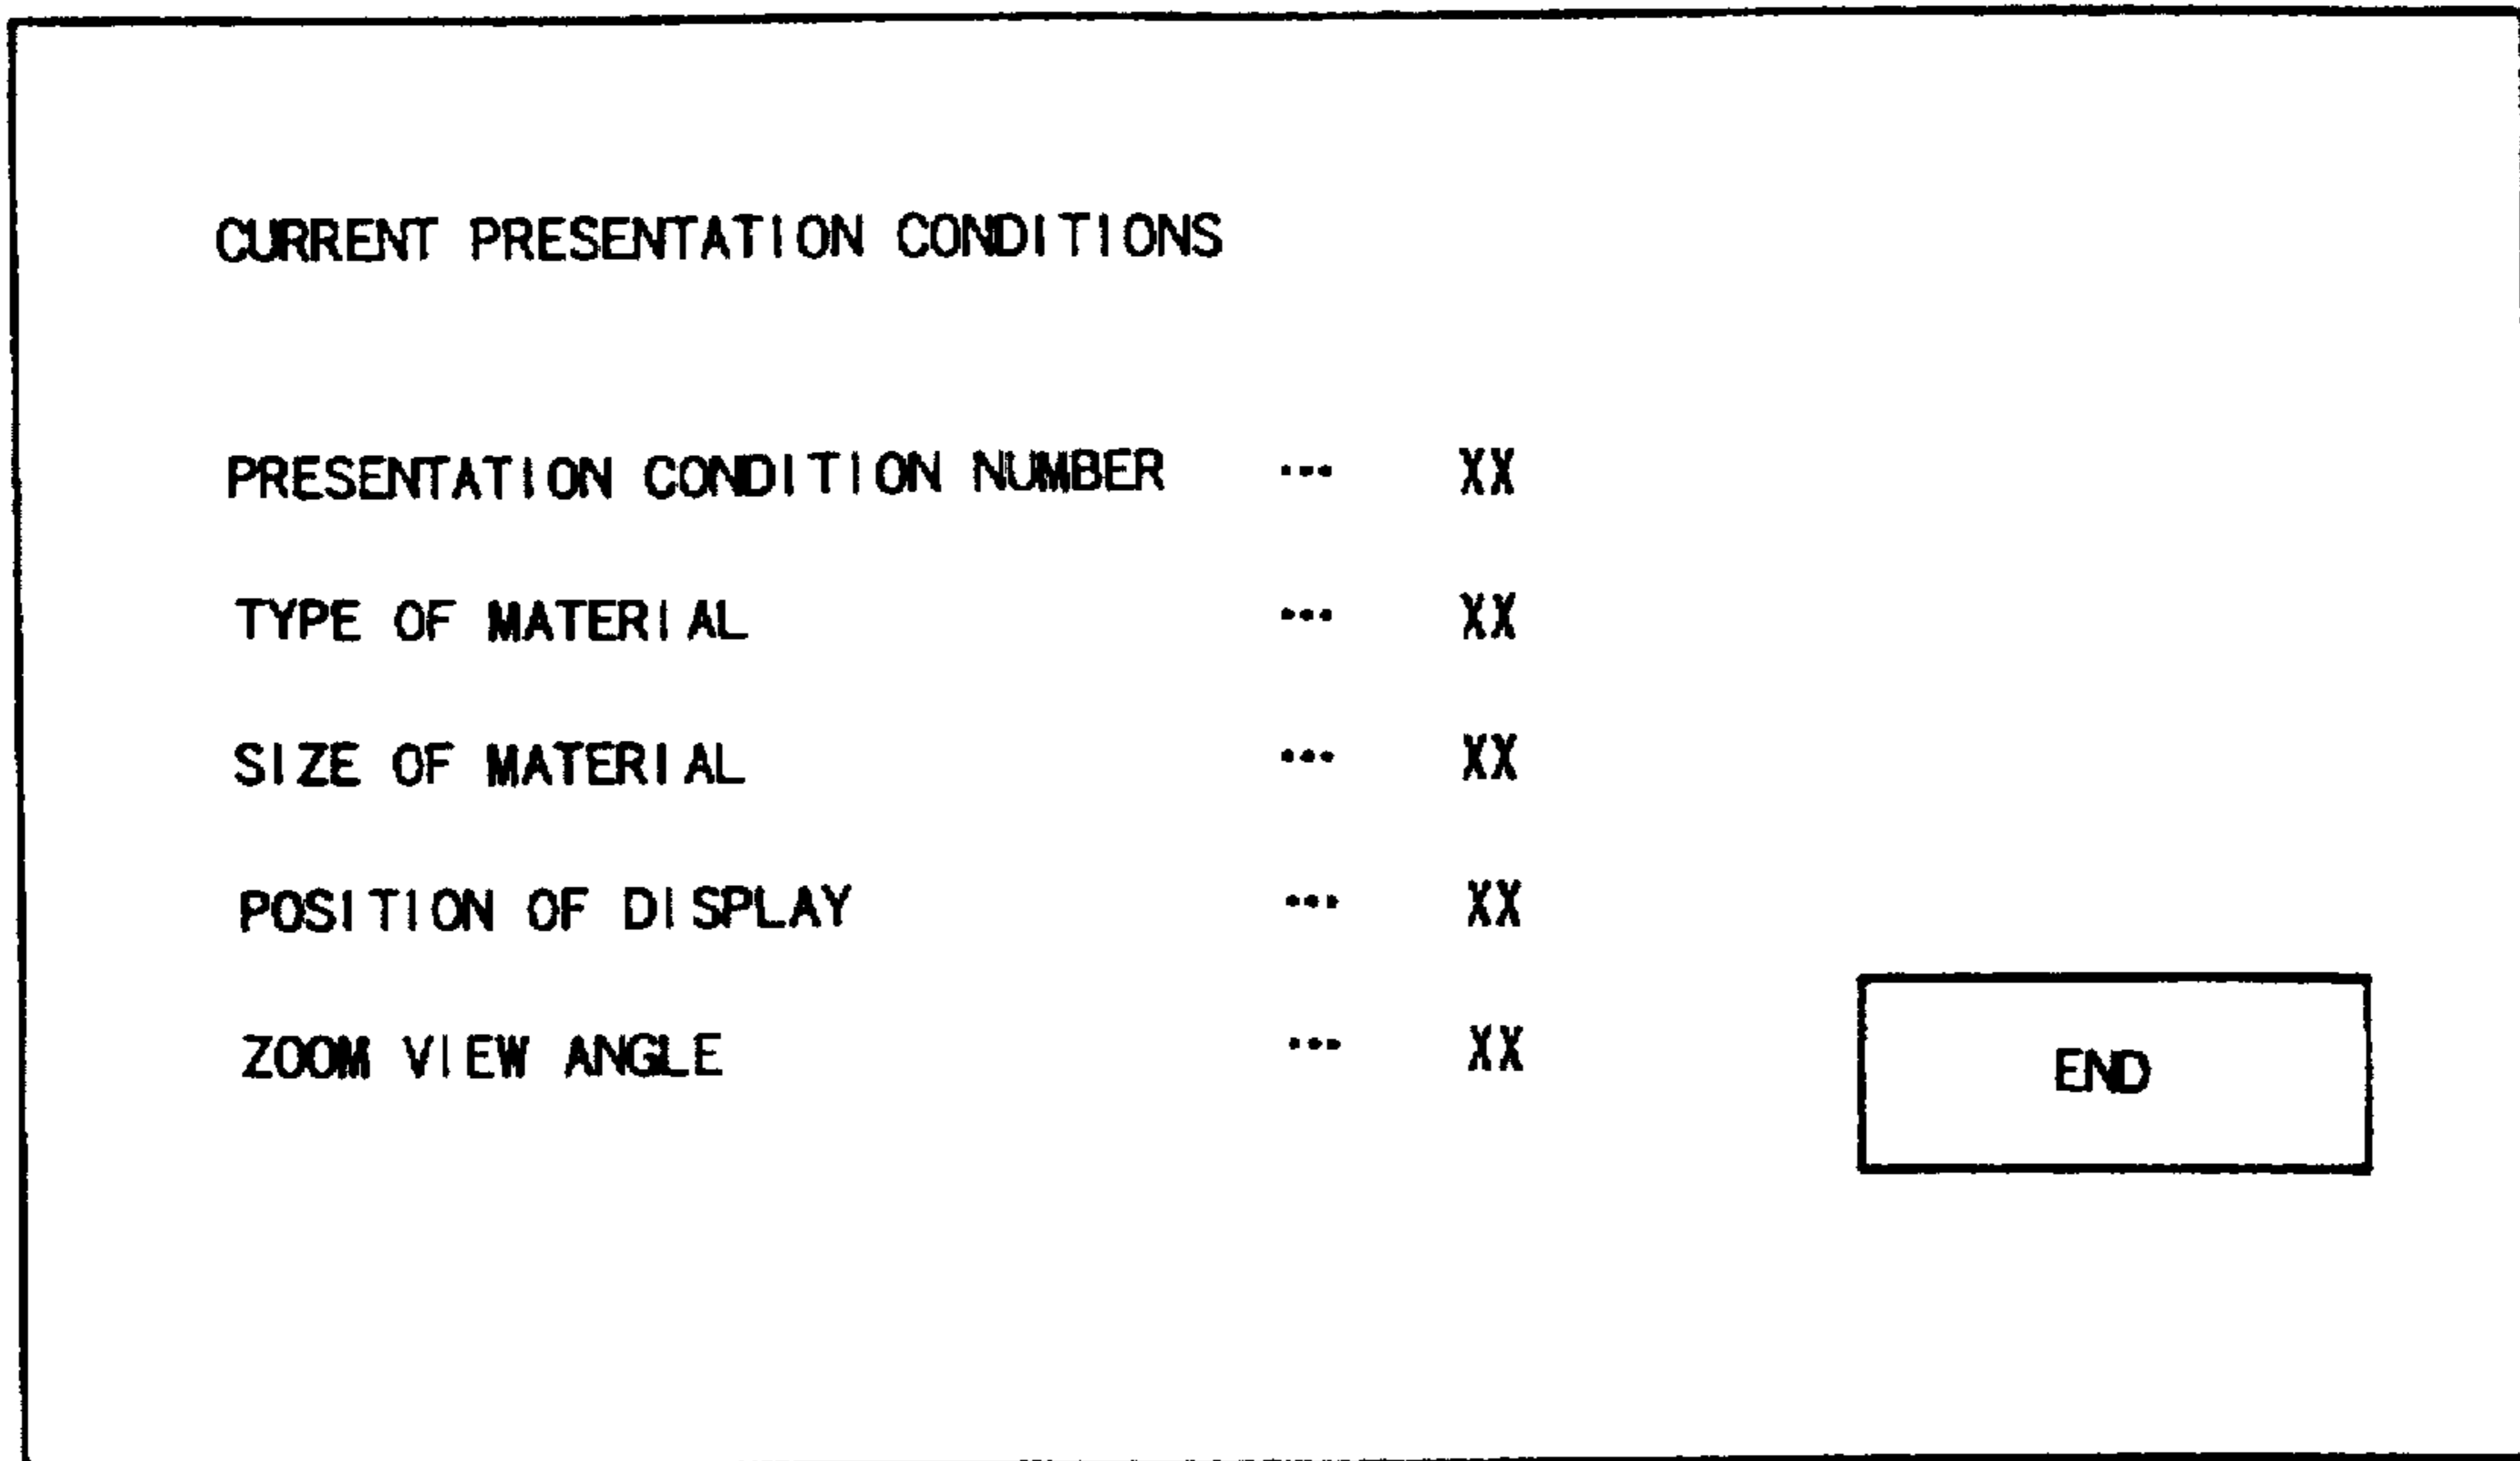 CURRENT PRESENTATION CONDITIONS
PRESENTATION CONDITION NUMBER ... XX
TYPE OF MATERIAL ... XX
SIZE OF MATERIAL ... XX
POSITION OF DISPLAY ... XX
ZOOM VIEW ANGLE ... XX
END